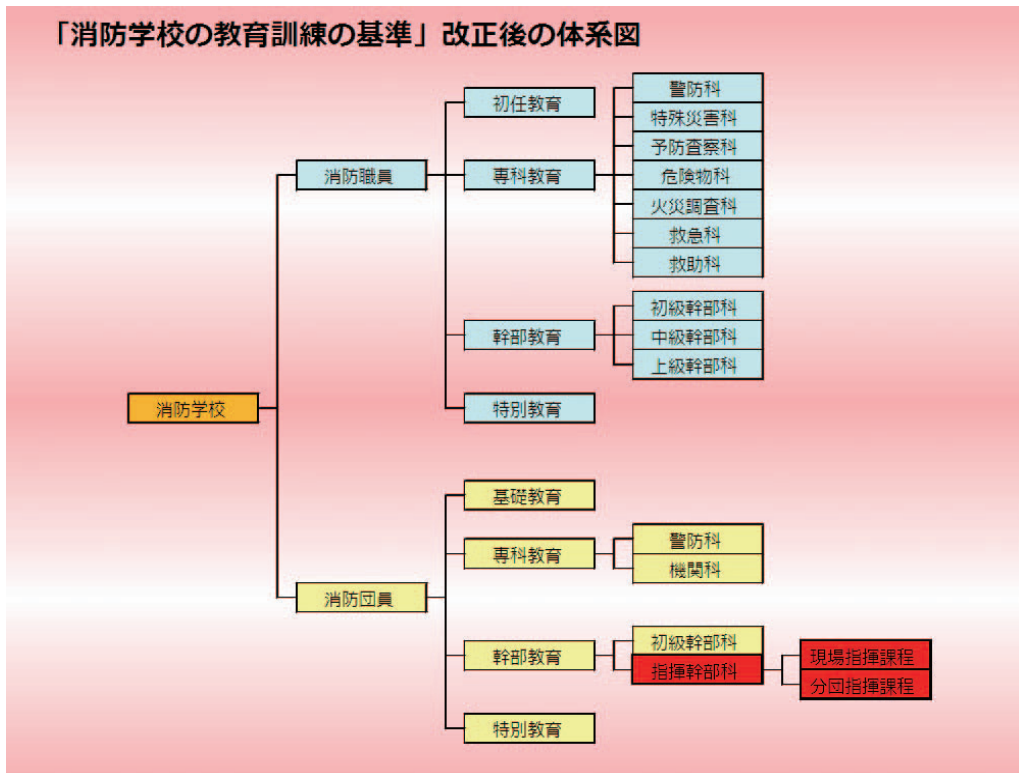 「消防学校の教育訓練の基準」改正後の体系図
消防学校
消防職員
初任教育
専科教育
警防科
特殊災害科
予防査察科
危険物科
火災調査科
救急科
救助科
幹部教育
初級幹部科
中級幹部科
上級幹部科
特別教育
消防団員
基礎教育
専科教育
警防科
機関科
幹部教育
初級幹部科
指揮幹部科
現場指揮課程
分団指揮課程
特別教育